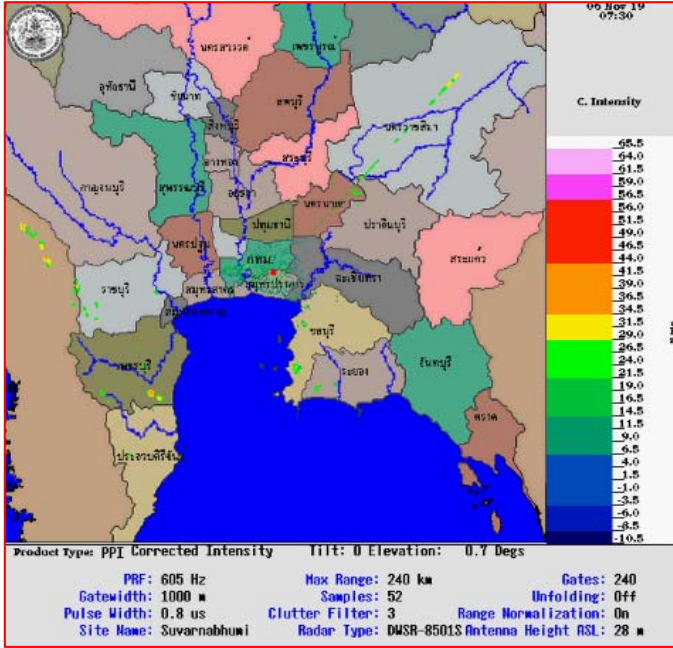 06 Nov 19
07:30
C. Intensity
นครสวรรค์
เพชรบูรณ์
อุทัยธานี
ชัยนาท
ลพบุรี
สิงหบุรี
นครราชสีมา
สระบุรี
อ่างทอง
กาญจนบุรี
สุพรรณบุรี
อยุธยา
นครนายก
ปราจีนบุรี
ปทุมธานี
นครปฐม
สระแก้ว
กทม.
ฉะเชิงเทรา
ราชบุรี
สมุทรสาคร
สมุทรปราการ
ชลบุรี
เพชรบุรี
ระยอง
จันทบุรี
ตราด
ประจวบคิรีขันธ์
65.5
64.0
61.5
59.0
56.5
56.0
51.5
49.0
46.5
44.0
41.5
39.0
36.5
34.5
31.5
29.0
26.5
24.0
21.5
19.0
16.5
14.5
11.5
9.0
6.5
4.0
1.5
-1.0
-3.5
-6.0
-8.5
-10.5
Product Type: PPI Corrected Intensity Tilt: 0 Elevation: 0.7 Degs
PRF: 605 Hz Max Range: 240 km Gates: 240
Gatewidth: 1000 m Samples: 52 Unfolding: Off
Pulse Width: 0.8 us Clutter Filter: 3 Range Normalization: On
Site Name: Suvarnabhumi Radar Type: DWSR-8501S Antenna Height ASL: 28 m